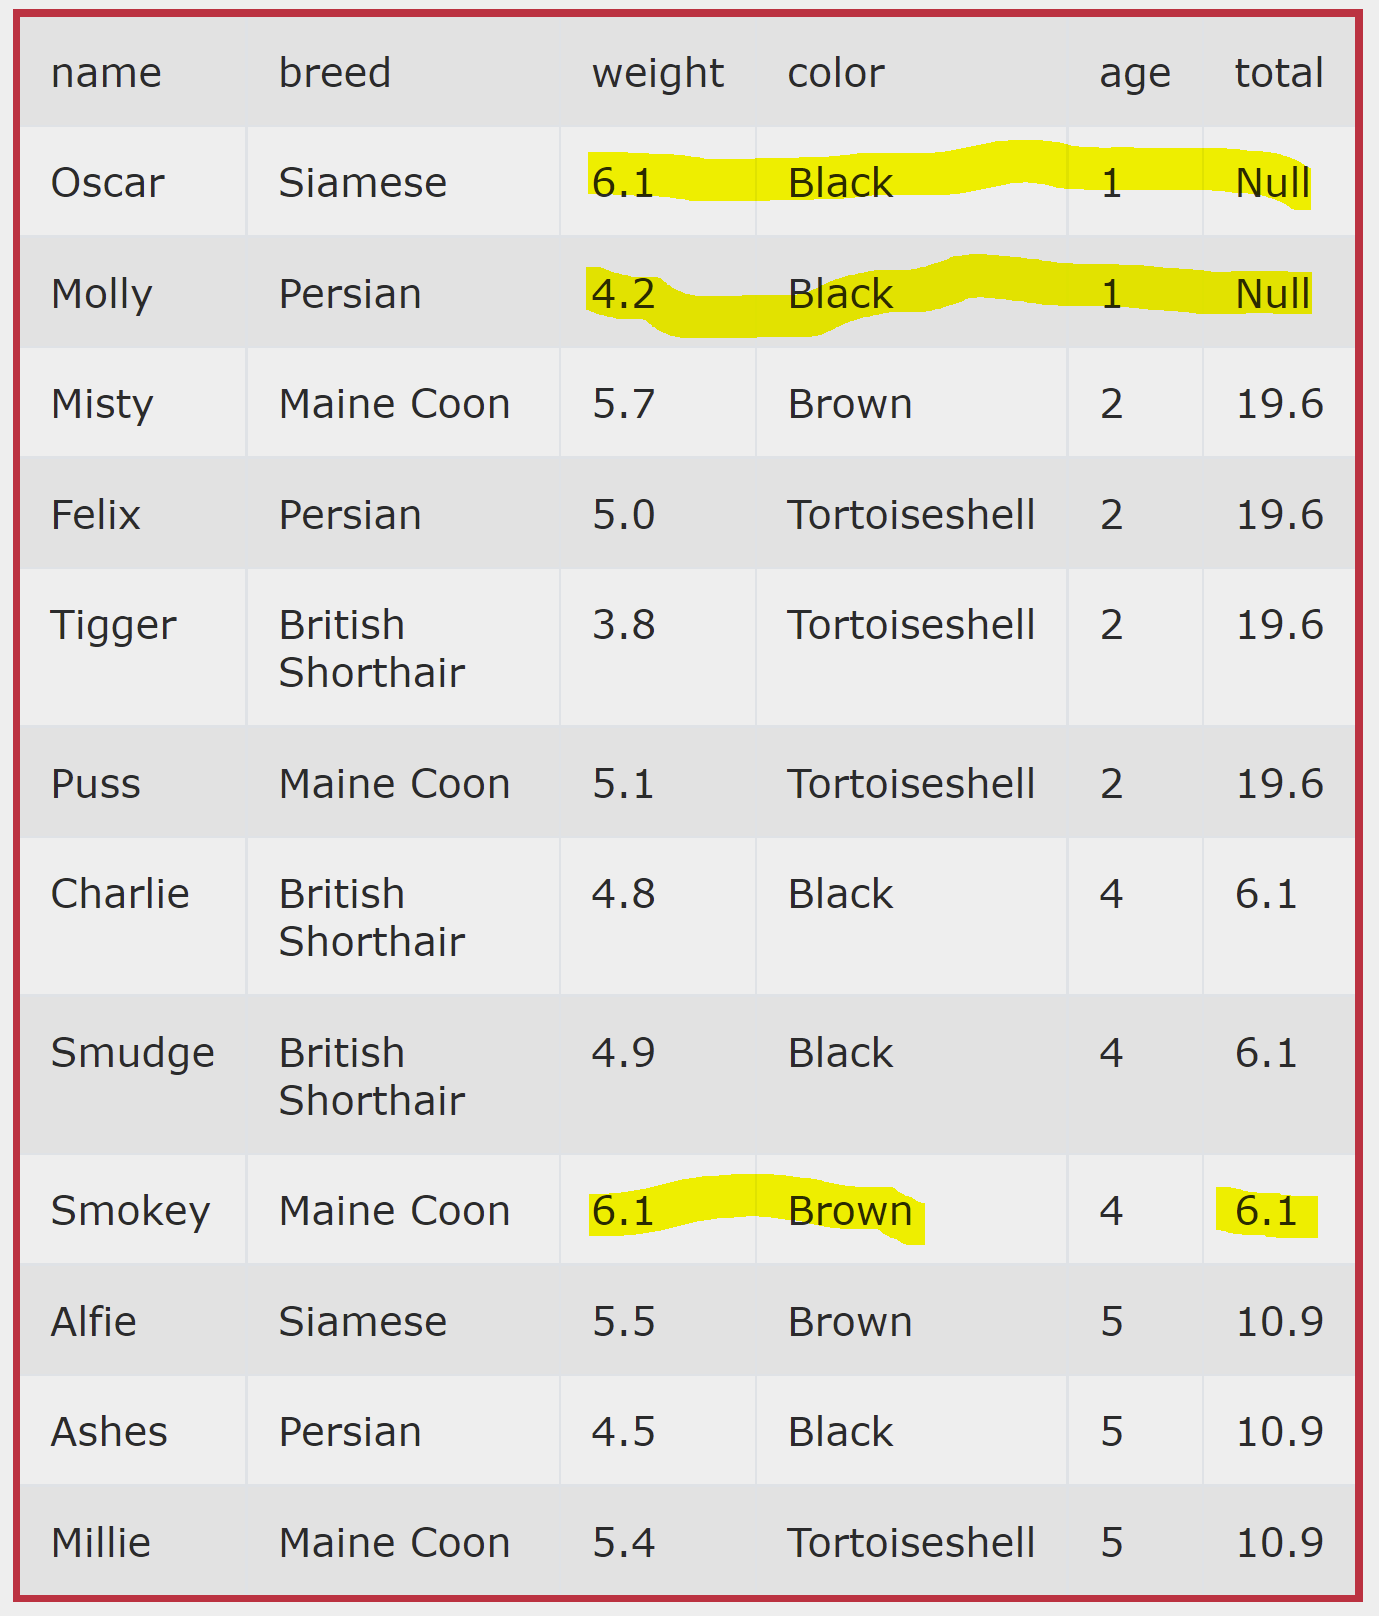 name breed weight color age total
Oscar Siamese 6.1 Black 1 Null
Molly Persian 4.2 Black 1 Null
Misty Maine Coon 5.7 Brown 2 19.6
Felix Persian 5.0 Tortoiseshell 2 19.6
Tigger British 3.8 Tortoiseshell 2 19.6
Shorthair
Puss Maine Coon 5.1 Tortoiseshell 2 19.6
Charlie British 4.8 Black 4 6.1
Shorthair
Smudge British 4.9 Black 4 6.1
Shorthair
Smokey Maine Coon 6.1 Brown 4 6.1
Alfie Siamese 5.5 Brown 5 10.9
Ashes Persian 4.5 Black 5 10.9
Millie Maine Coon 5.4 Tortoiseshell 5 10.9